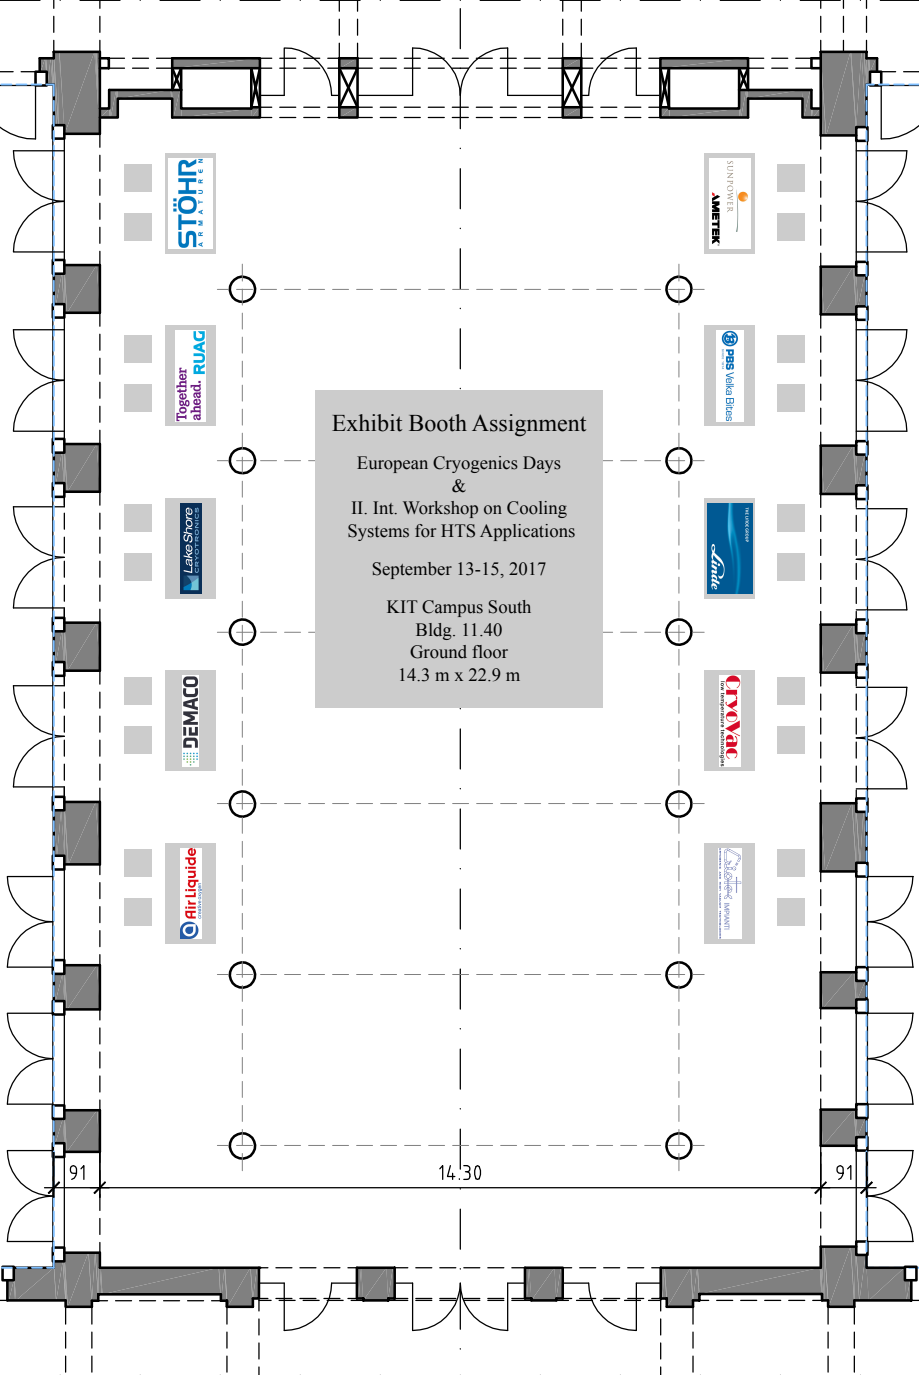 STÖHR
ARMATUREN
SUNPOWER
AMETEK
Together
ahead. RUAG
PBS Velka Bites
Exhibit Booth Assignment
European Cryogenics Days
&
II. Int. Workshop on Cooling
Systems for HTS Applications
September 13-15, 2017
KIT Campus South
Bldg. 11.40
Ground floor
14.3 m x 22.9 m
Lake Shore
CRYOTRONICS
THE LINDE GROUP
Linde
DEMACO
CryoVac
low temperature technologies
Air Liquide
creative oxygen
IMPIANTI
91
14.30
91